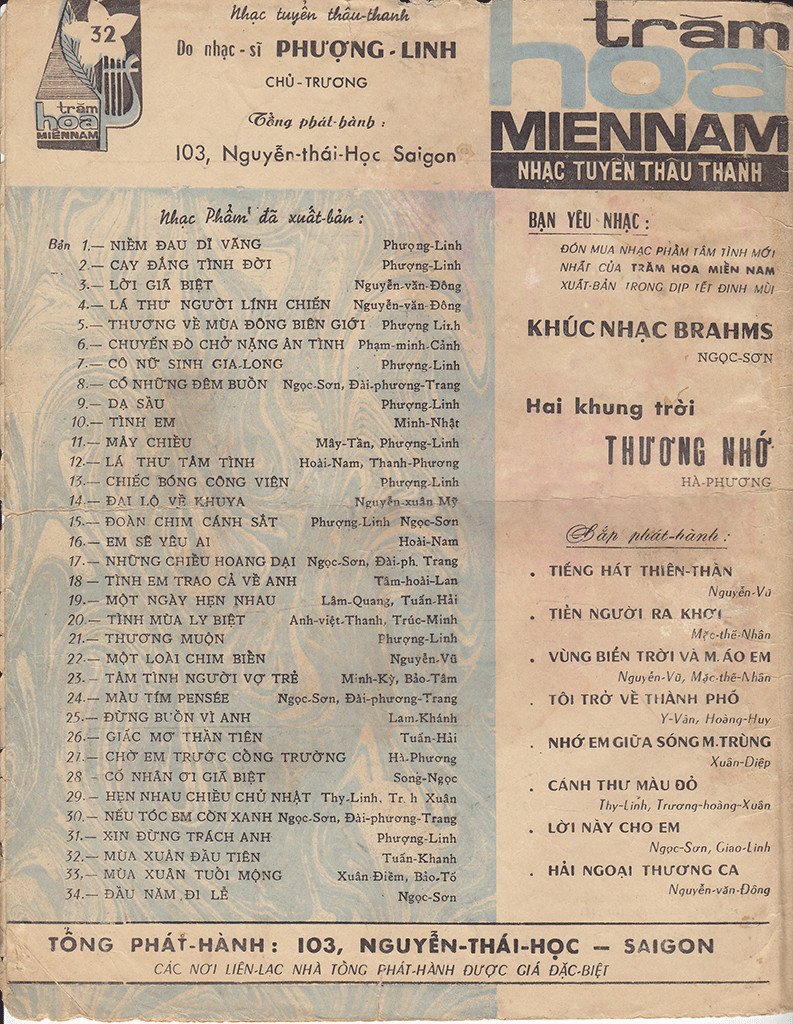 32
trăm
hoa
MIENNAM
Nhạc tuyển thâu-thanh
Do nhạc-sĩ PHƯỢNG-LINH
CHỦ-TRƯƠNG
Tổng phát-hành :
103, Nguyễn-thái-Học Saigon
trăm
hoa
MIENNAM
NHẠC TUYỂN THÂU THANH
Nhạc Phẩm đã xuất-bản :
Bản 1.— NIỀM ĐAU DĨ VÃNG Phượng-Linh
2.— CAY ĐẮNG TÌNH ĐỜI Phượng-Linh
3.— LỜI GIÃ BIỆT Nguyễn-văn-Đông
4.— LÁ THƯ NGƯỜI LÍNH CHIẾN Nguyễn-văn-Đông
5.— THƯƠNG VỀ MÙA ĐÔNG BIÊN GIỚI Phượng Linh
6.— CHUYẾN ĐÒ CHỞ NẶNG ÂN TÌNH Phạm-minh-Cảnh
7.— CÔ NỮ SINH GIA-LONG Phượng-Linh
8.— CÓ NHỮNG ĐÊM BUỒN Ngọc-Sơn, Đài-phương-Trang
9.— DẠ SẦU Phượng-Linh
10.— TÌNH EM Minh-Nhật
11.— MÂY CHIỀU Mây-Tần, Phượng-Linh
12.— LÁ THƯ TÂM TÌNH Hoài-Nam, Thanh-Phương
13.— CHIẾC BÓNG CÔNG VIÊN Phượng-Linh
14.— ĐẠI LỘ VỀ KHUYA Nguyễn-xuân Mỹ
15.— ĐOÀN CHIM CÁNH SẮT Phượng-Linh Ngọc-Sơn
16.— EM SẼ YÊU AI Hoài-Nam
17.— NHỮNG CHIỀU HOANG DẠI Ngọc-Sơn, Đài-ph. Trang
18 — TÌNH EM TRAO CẢ VỀ ANH Tâm-hoài-Lan
19.— MỘT NGÀY HẸN NHAU Lâm-Quang, Tuấn-Hải
20.— TÌNH MÙA LY BIỆT Anh-việt-Thanh, Trúc-Minh
21.— THƯƠNG MUỘN Phượng-Linh
22.— MỘT LOÀI CHIM BIỂN Nguyễn-Vũ
23.— TÂM TÌNH NGƯỜI VỢ TRẺ Minh-Kỳ, Bảo-Tâm
24.— MÀU TÍM PENSÉE Ngọc-Sơn, Đài-phương-Trang
25.— ĐỪNG BUỒN VÌ ANH Lam-Khánh
26.— GIẤC MƠ THẦN TIÊN Tuấn-Hải
27.— CHỜ EM TRƯỚC CỔNG TRƯỜNG Hà-Phương
28 - CỐ NHÂN ƠI GIÃ BIỆT Song-Ngọc
29.— HẸN NHAU CHIỀU CHỦ NHẬT Thy-Linh, Xuân
30.— NẾU TÓC EM CÒN XANH Ngọc-Sơn, Đài-phương-Trang
31.— XIN ĐỪNG TRÁCH ANH Phượng-Linh
32.— MÙA XUÂN ĐẦU TIÊN Tuấn-Khanh
33.— MÙA XUÂN TUỔI MỘNG Xuân Điềm, Bảo-Tố
34.— ĐẦU NĂM ĐI LỄ Ngọc-Sơn
BẠN YÊU NHẠC :
ĐÓN MUA NHẠC PHẨM TÂM TÌNH MỚI
NHẤT CỦA TRĂM HOA MIỀN NAM
XUẤT-BẢN TRONG DỊP TẾT ĐINH MÙI
KHÚC NHẠC BRAHMS
NGỌC-SƠN
Hai khung trời
THƯƠNG NHỚ
HÀ-PHƯƠNG
Sắp phát-hành :
. TIẾNG HÁT THIÊN-THẦN
Nguyễn-Vũ
. TIỄN NGƯỜI RA KHƠI
Mặc-thế-Nhân
. VÙNG BIỂN TRỜI VÀ M. ÁO EM
Nguyễn-Vũ, Mặc-thế-Nhân
. TÔI TRỞ VỀ THÀNH PHỐ
Y-Vân, Hoàng-Huy
. NHỚ EM GIỮA SÓNG M.TRÙNG
Xuân-Diệp
. CÁNH THƯ MÀU ĐỎ
Thy-Linh, Trương-hoàng-Xuân
. LỜI NÀY CHO EM
Ngọc-Sơn, Giao-Linh
. HẢI NGOẠI THƯƠNG CA
Nguyễn-văn-Đông
TỔNG PHÁT-HÀNH : 103, NGUYỄN-THÁI-HỌC — SAIGON
CÁC NƠI LIÊN-LẠC NHÀ TỔNG PHÁT-HÀNH ĐƯỢC GIÁ ĐẶC-BIỆT